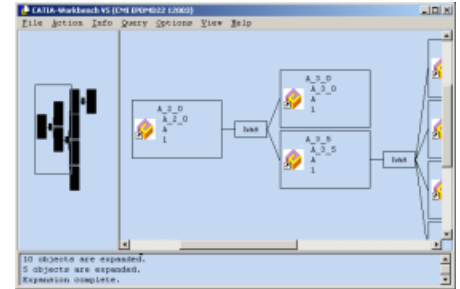 CATIA-Workbench V5 (CMI EPDMD22 12003)
File Action Info Query Options View Help
A_3_D
A_3_D
A
1
A_2_D
A_2_D
A
1
A_3_S
A_3_S
A
1
10 objects are expanded.
5 objects are expanded.
Expansion complete.